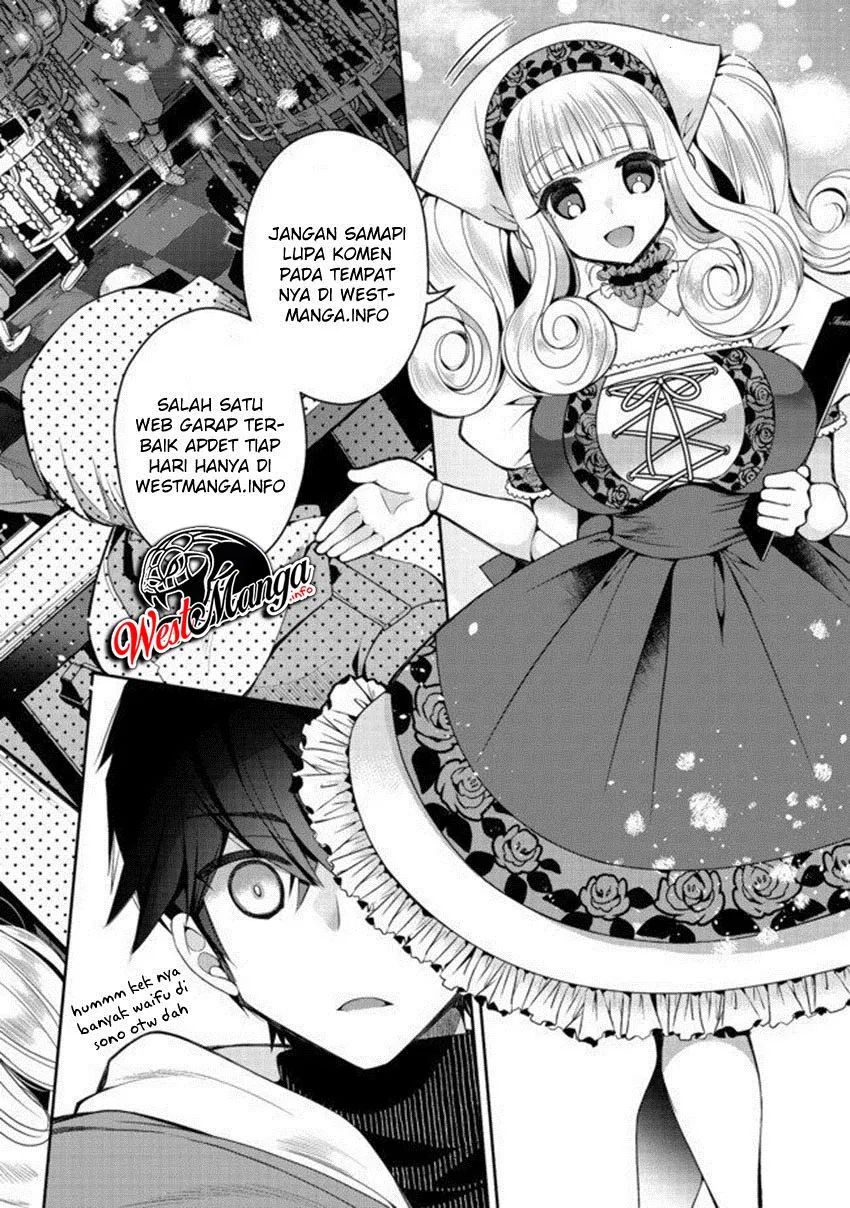 JANGAN SAMAPI
LUPA KOMEN
PADA TEMPAT
NYA DI WEST-
MANGA.INFO
SALAH SATU
WEB GARAP TER-
BAIK APDET TIAP
HARI HANYA DI
WESTMANGA.INFO
WestManga
.info
hummm kek nya
banyak waifu di
sono otw dah